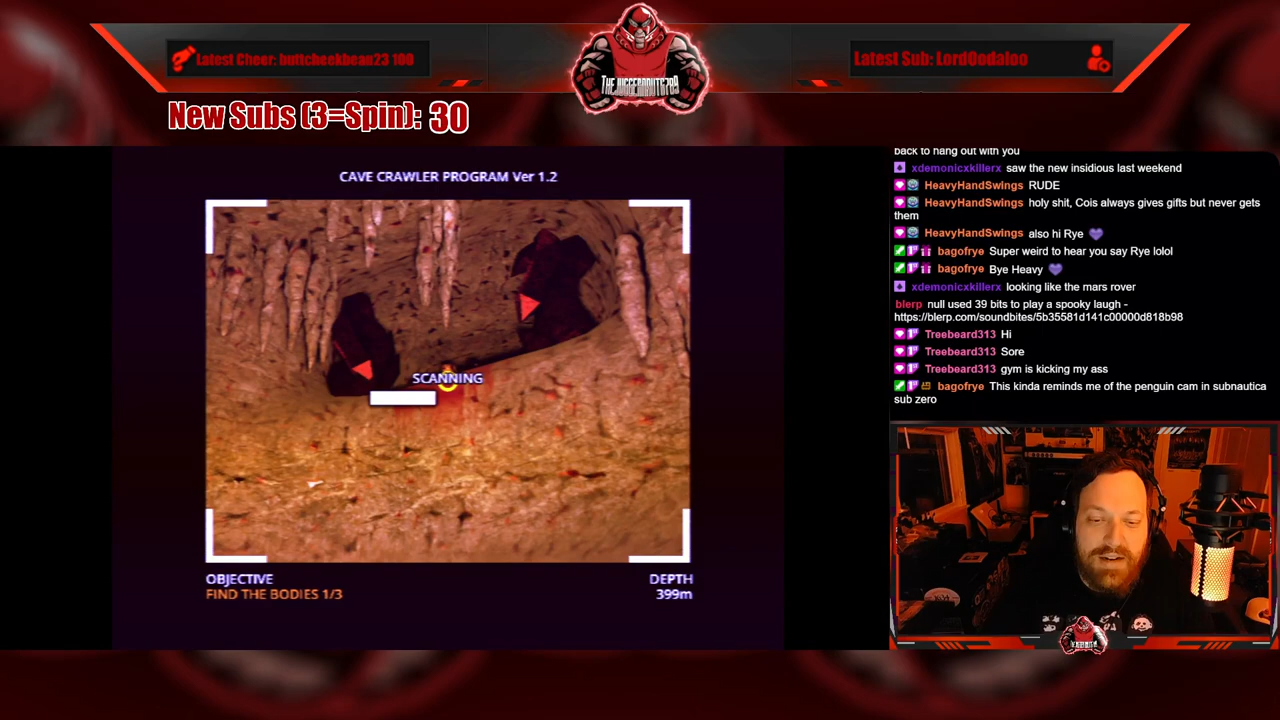 Latest Cheer: buttcheekbeau23 100
Latest Sub: LordOodaloo
THEJUGGERNAUT6789
New Subs (3=Spin): 30
CAVE CRAWLER PROGRAM Ver 1.2
SCANNING
OBJECTIVE
FIND THE BODIES 1/3
DEPTH
399m
back to hang out with you
xdemonicxkillerx saw the new insidious last weekend
HeavyHandSwings RUDE
HeavyHandSwings holy shit, Cois always gives gifts but never gets
them
HeavyHandSwings also hi Rye
bagofrye Super weird to hear you say Rye lolol
bagofrye Bye Heavy
xdemonicxkillerx looking like the mars rover
blerp null used 39 bits to play a spooky laugh -
https://blerp.com/soundbites/5b35581d141c00000d818b98
Treebeard313 Hi
Treebeard313 Sore
Treebeard313 gym is kicking my ass
bagofrye This kinda reminds me of the penguin cam in subnautica
sub zero